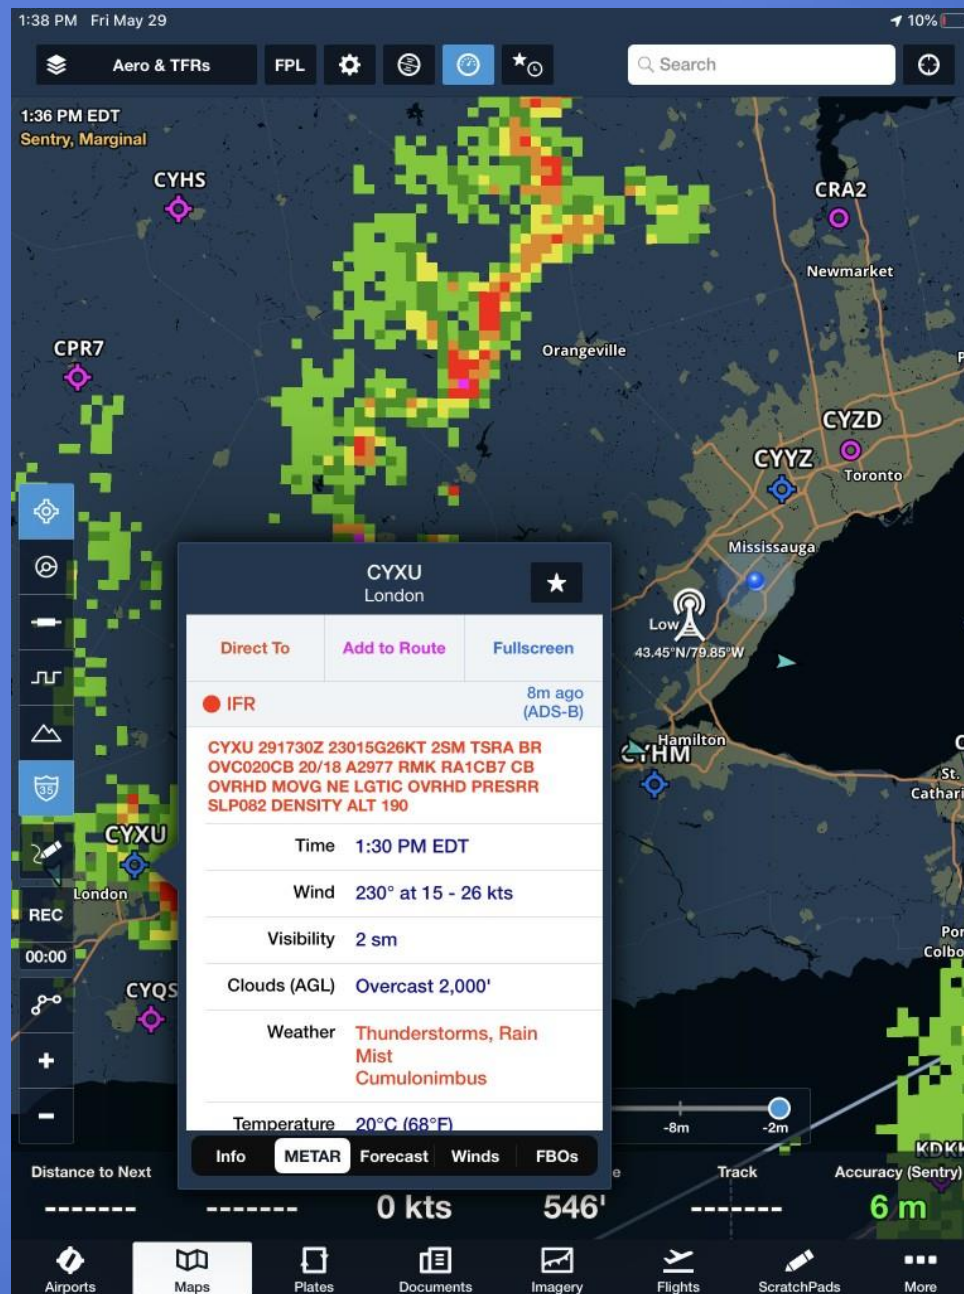 1:38 PM Fri May 29
10%
Aero & TFRs
FPL
Search
1:36 PM EDT
Sentry, Marginal
CYHS
CRA2
Newmarket
CPR7
Orangeville
CYZD
CYYZ
Toronto
Mississauga
Low
43.45°N/79.85°W
Hamilton
CYHM
St.
Cathari
35
CYXU
London
REC
00:00
Por
Colbo
CYQS
+
−
CYXU
London
Direct To
Add to Route
Fullscreen
IFR
8m ago
(ADS-B)
CYXU 291730Z 23015G26KT 2SM TSRA BR
OVC020CB 20/18 A2977 RMK RA1CB7 CB
OVRHD MOVG NE LGTIC OVRHD PRESRR
SLP082 DENSITY ALT 190
Time 1:30 PM EDT
Wind 230° at 15 - 26 kts
Visibility 2 sm
Clouds (AGL) Overcast 2,000'
Weather Thunderstorms, Rain
Mist
Cumulonimbus
Temperature 20°C (68°F)
Info METAR Forecast Winds FBOs
-8m
-2m
KDKK
Distance to Next
-------
-------
0 kts
e
546'
Track
-------
Accuracy (Sentry)
6 m
Airports Maps Plates Documents Imagery Flights ScratchPads More